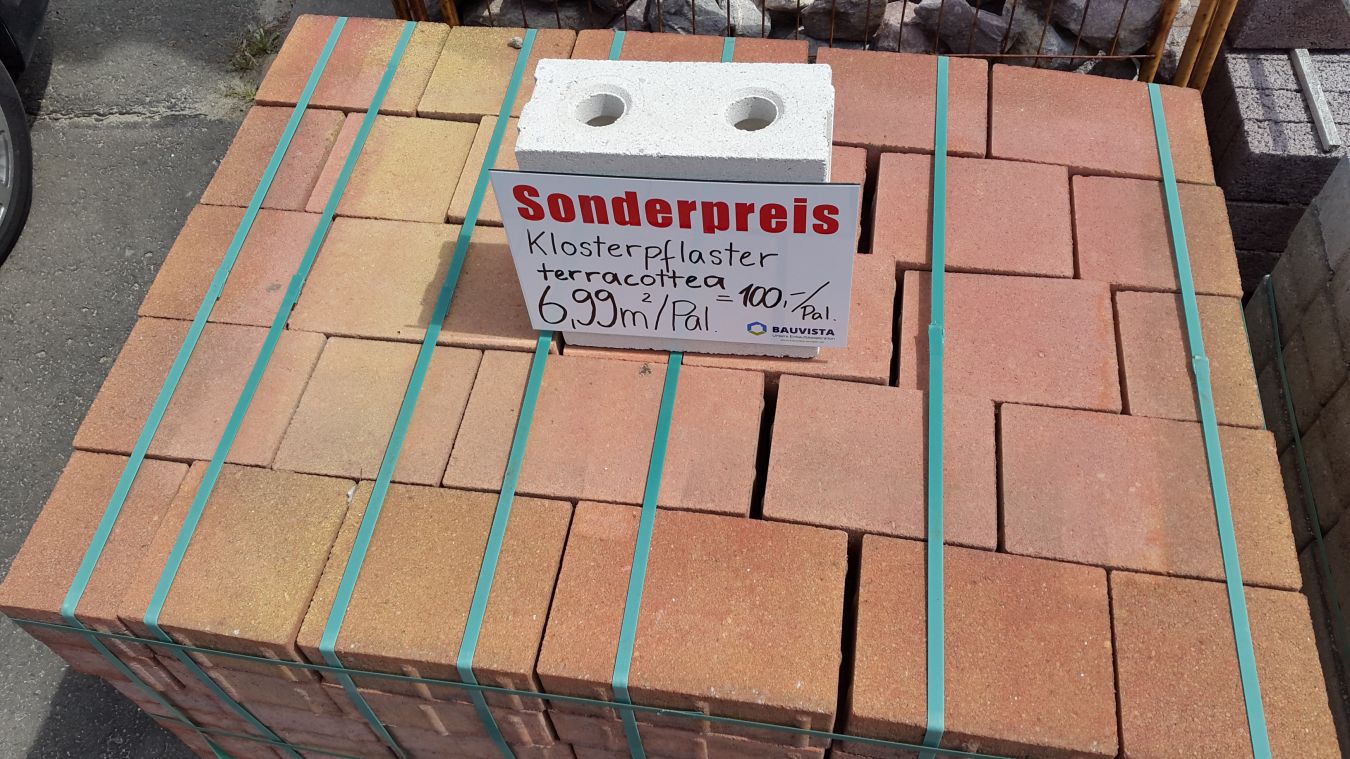 Sonderpreis
Klosterpflaster
terracottea
6,99m²/Pal. = 100,-/Pal.
BAUVISTA